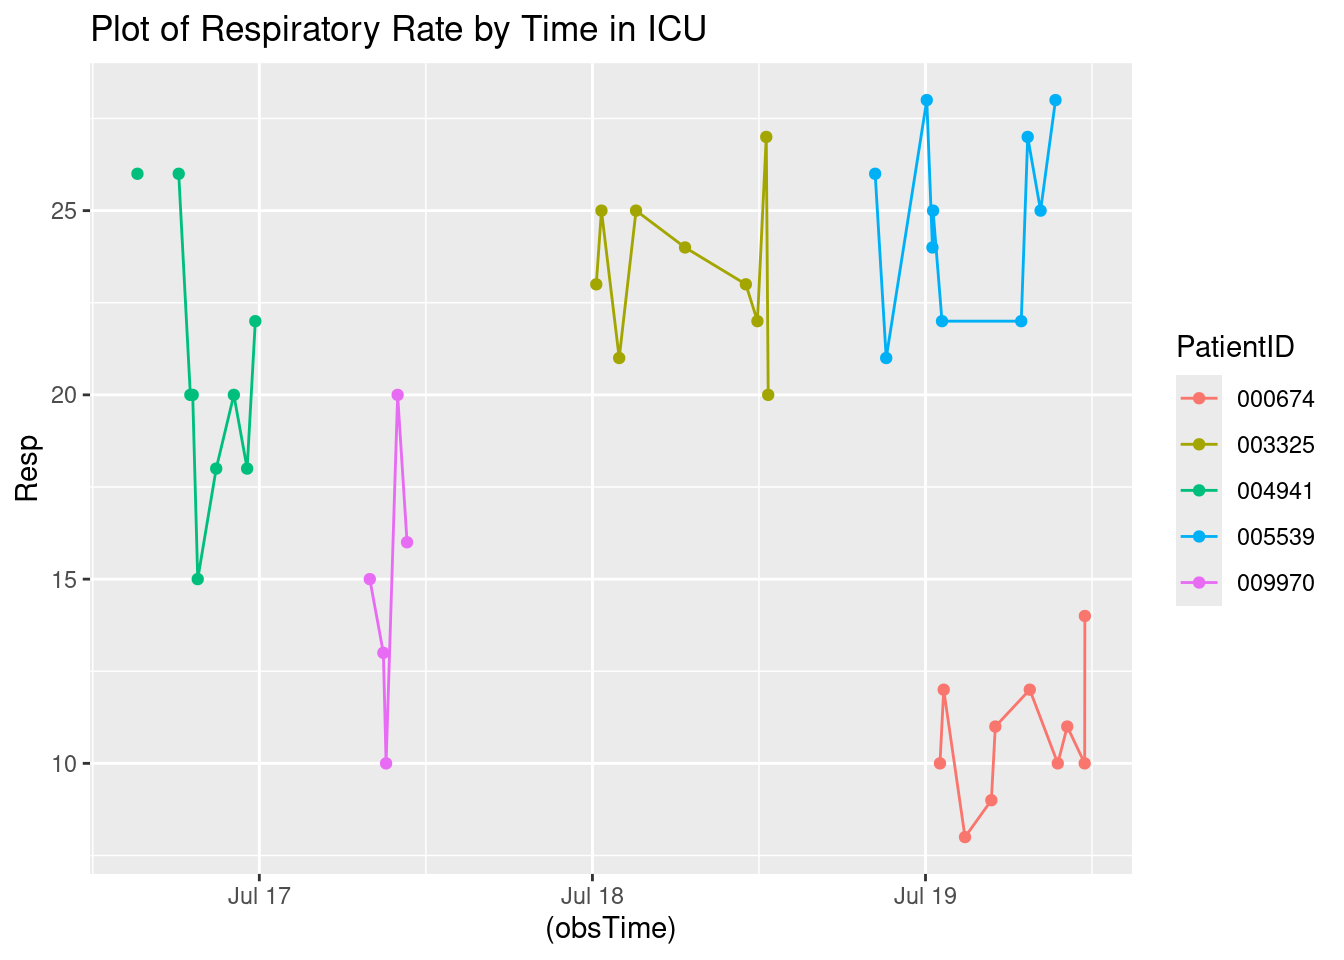 Plot of Respiratory Rate by Time in ICU
25
20
15
10
Resp
Jul 17
Jul 18
Jul 19
(obsTime)
PatientID
000674
003325
004941
005539
009970